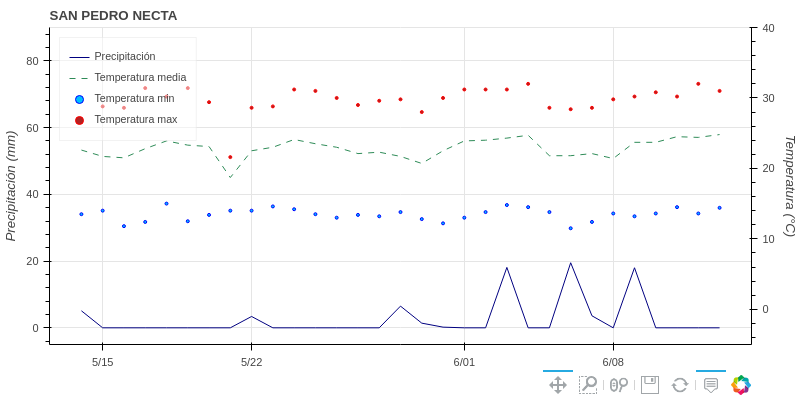 SAN PEDRO NECTA
Precipitación
Temperatura media
Temperatura min
Temperatura max
Precipitación (mm)
80
60
40
20
0
Temperatura (°C)
40
30
20
10
0
5/15
5/22
6/01
6/08